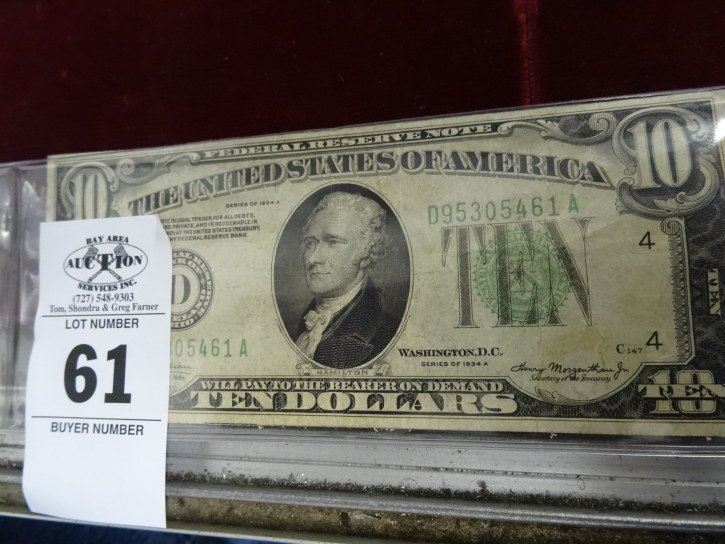 FEDERAL RESERVE NOTE
10
10
THE UNITED STATES OF AMERICA
SERIES OF 1934 A
NOTE IS LEGAL TENDER FOR ALL DEBTS,
AND PRIVATE, AND IS REDEEMABLE IN
MONEY AT THE UNITED STATES TREASURY,
ANY FEDERAL RESERVE BANK.
D95305461A
TEN
4
4
D
05461A
WASHINGTON, D.C.
SERIES OF 1934 A
C147
HAMILTON
Henry Morgenthau Jr.
Secretary of the Treasury.
WILL PAY TO THE BEARER ON DEMAND
TEN DOLLARS
10
TEN
BAY AREA
AUCTION
SERVICES INC.
(727) 548-9303
Tom, Shondra & Greg Farner
LOT NUMBER
61
BUYER NUMBER